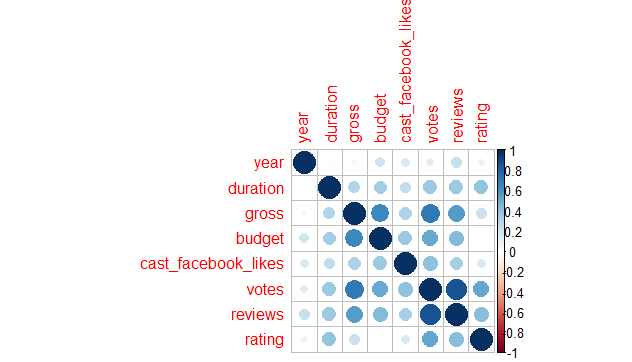 year
duration
gross
budget
cast_facebook_likes
votes
reviews
rating
year
duration
gross
budget
cast_facebook_likes
votes
reviews
rating
1
0.8
0.6
0.4
0.2
0
-0.2
-0.4
-0.6
-0.8
-1